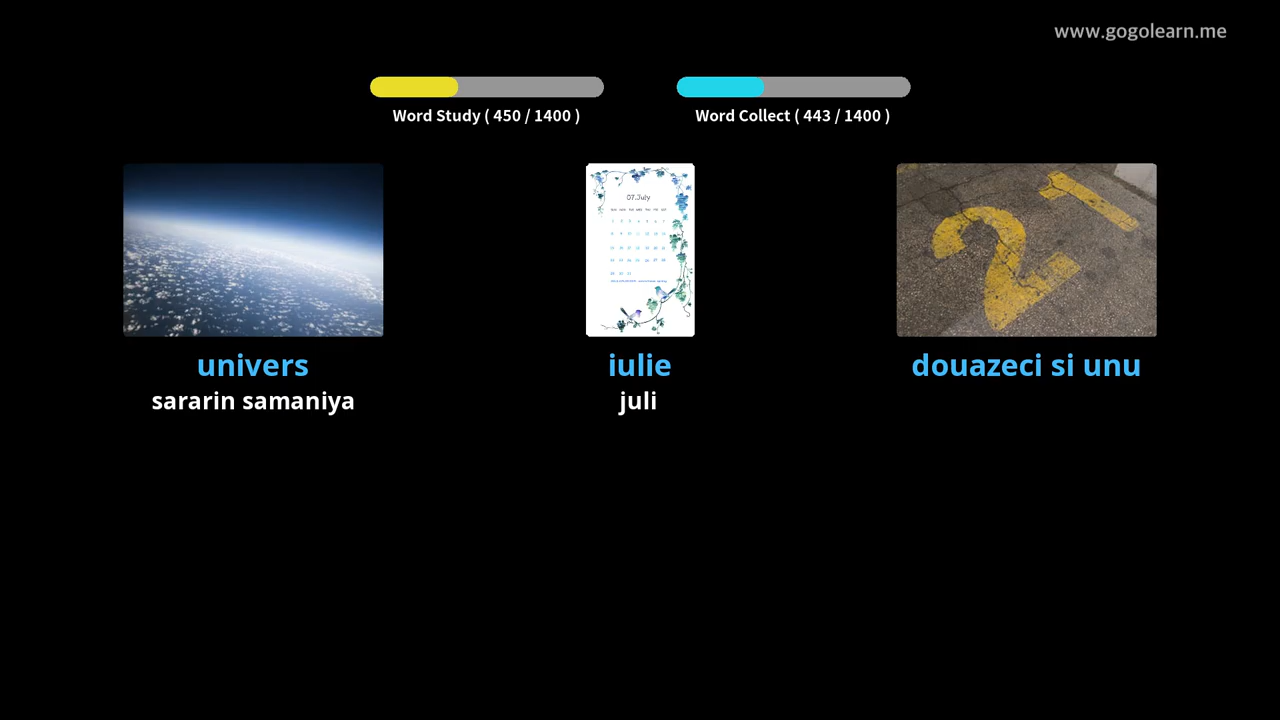 www.gogolearn.me
Word Study ( 450 / 1400 )
Word Collect ( 443 / 1400 )
07.July
21
univers
iulie
douazeci si unu
sararin samaniya
juli